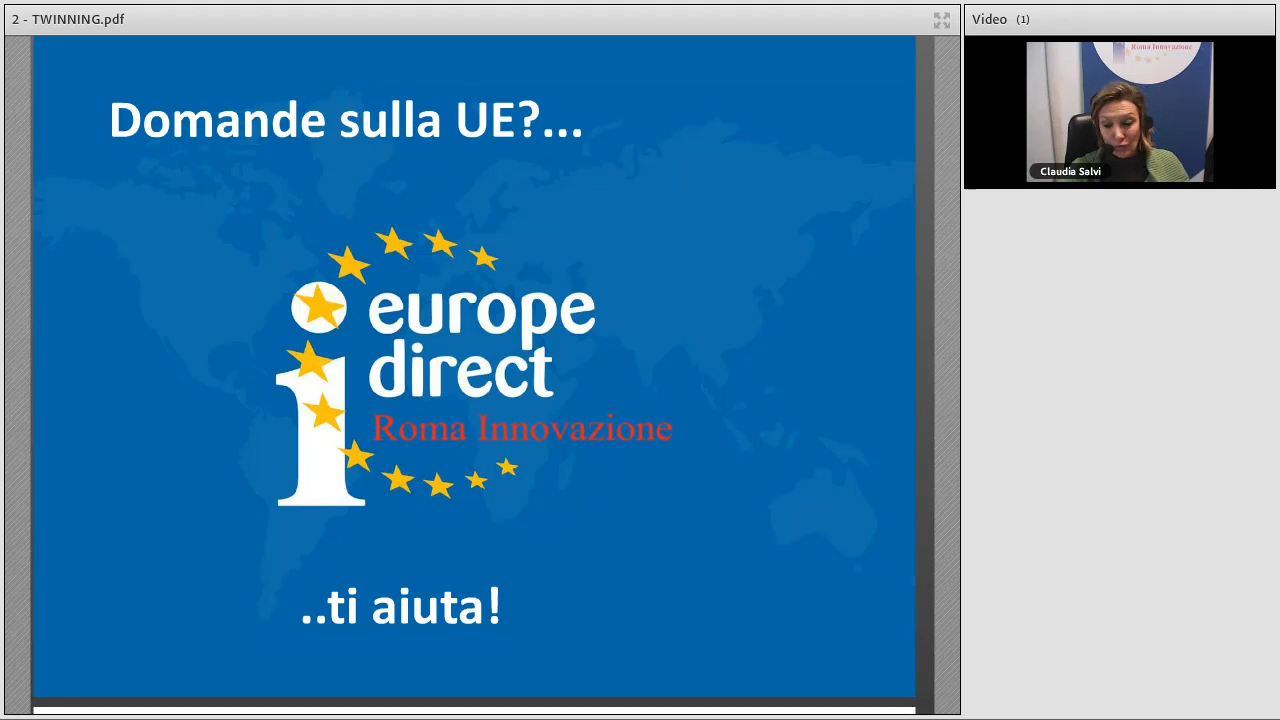 2 - TWINNING.pdf
Video (1)
Domande sulla UE?...
europe
direct
Roma Innovazione
..ti aiuta!
Roma Innovazione
Claudia Salvi